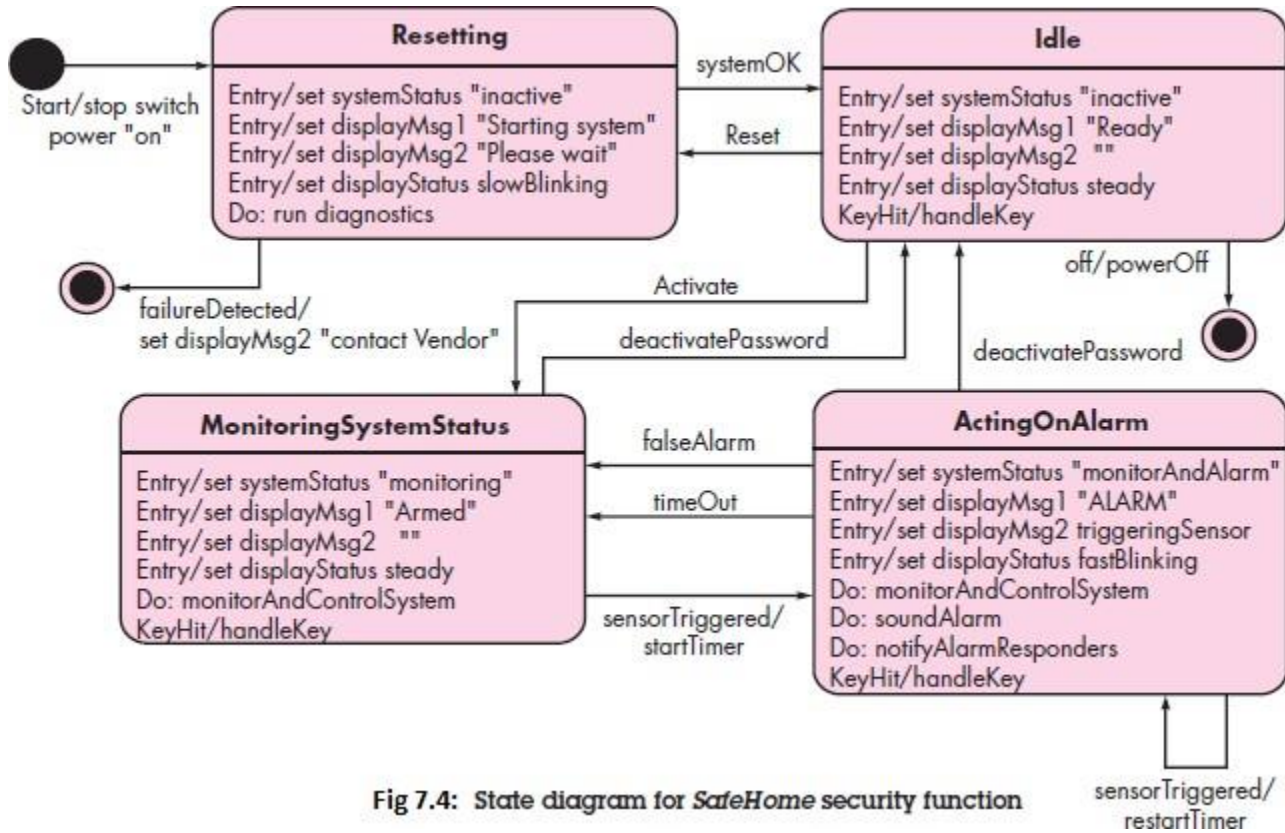 Resetting
Entry/set systemStatus "inactive"
Entry/set displayMsg1 "Starting system"
Entry/set displayMsg2 "Please wait"
Entry/set displayStatus slowBlinking
Do: run diagnostics
Start/stop switch
power "on"
systemOK
Reset
Idle
Entry/set systemStatus "inactive"
Entry/set displayMsg1 "Ready"
Entry/set displayMsg2 ""
Entry/set displayStatus steady
KeyHit/handleKey
failureDetected/
set displayMsg2 "contact Vendor"
Activate
deactivatePassword
off/powerOff
deactivatePassword
MonitoringSystemStatus
Entry/set systemStatus "monitoring"
Entry/set displayMsg1 "Armed"
Entry/set displayMsg2 ""
Entry/set displayStatus steady
Do: monitorAndControlSystem
KeyHit/handleKey
falseAlarm
timeOut
sensorTriggered/
startTimer
ActingOnAlarm
Entry/set systemStatus "monitorAndAlarm"
Entry/set displayMsg1 "ALARM"
Entry/set displayMsg2 triggeringSensor
Entry/set displayStatus fastBlinking
Do: monitorAndControlSystem
Do: soundAlarm
Do: notifyAlarmResponders
KeyHit/handleKey
sensorTriggered/
restartTimer
Fig 7.4: State diagram for SafeHome security function